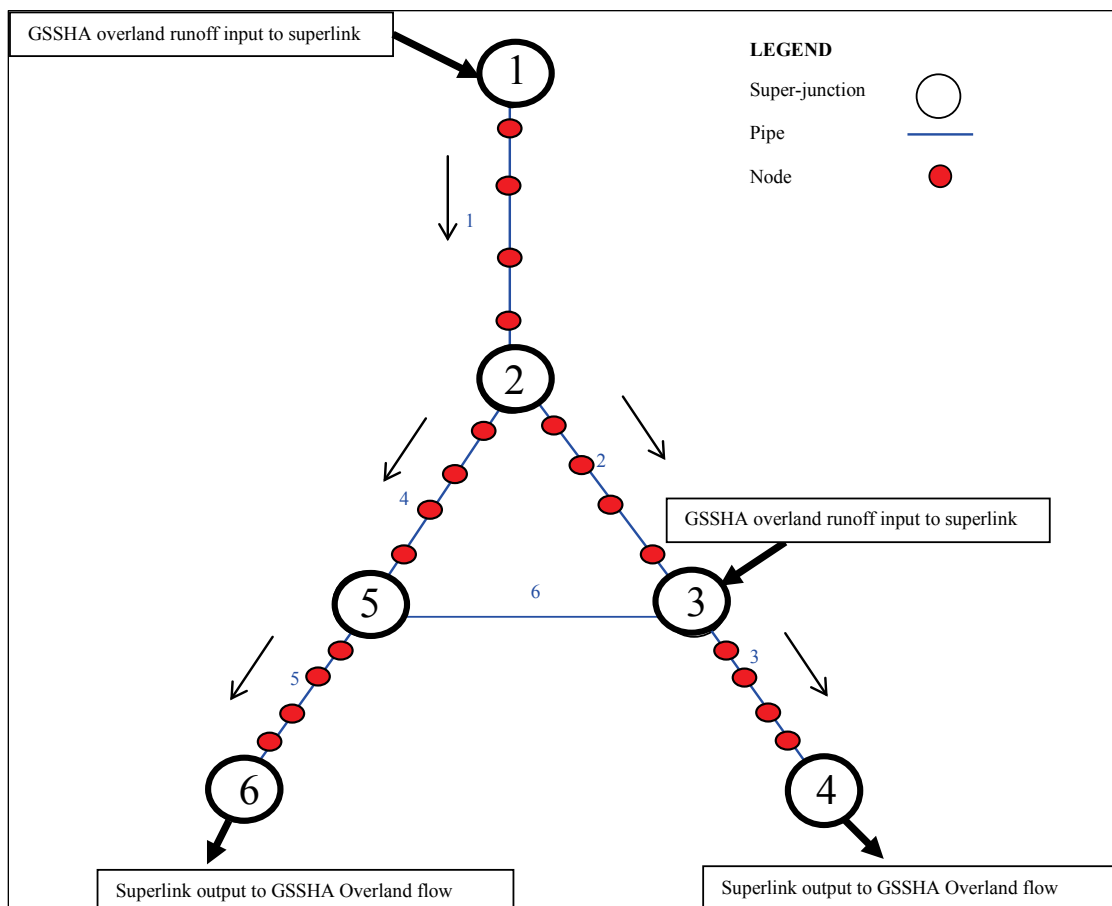 GSSHA overland runoff input to superlink
LEGEND
1
Super-junction
Pipe
Node
1
2
2
4
GSSHA overland runoff input to superlink
6
5
3
3
5
6
4
Superlink output to GSSHA Overland flow
Superlink output to GSSHA Overland flow